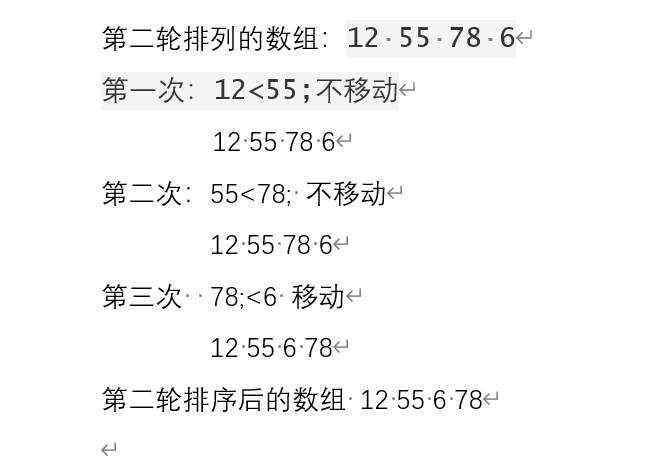 第二轮排列的数组：12 55 78 6
第一次：12<55;不移动
12 55 78 6
第二次：55<78; 不移动
12 55 78 6
第三次  78;<6 移动
12 55 6 78
第二轮排序后的数组 12 55 6 78